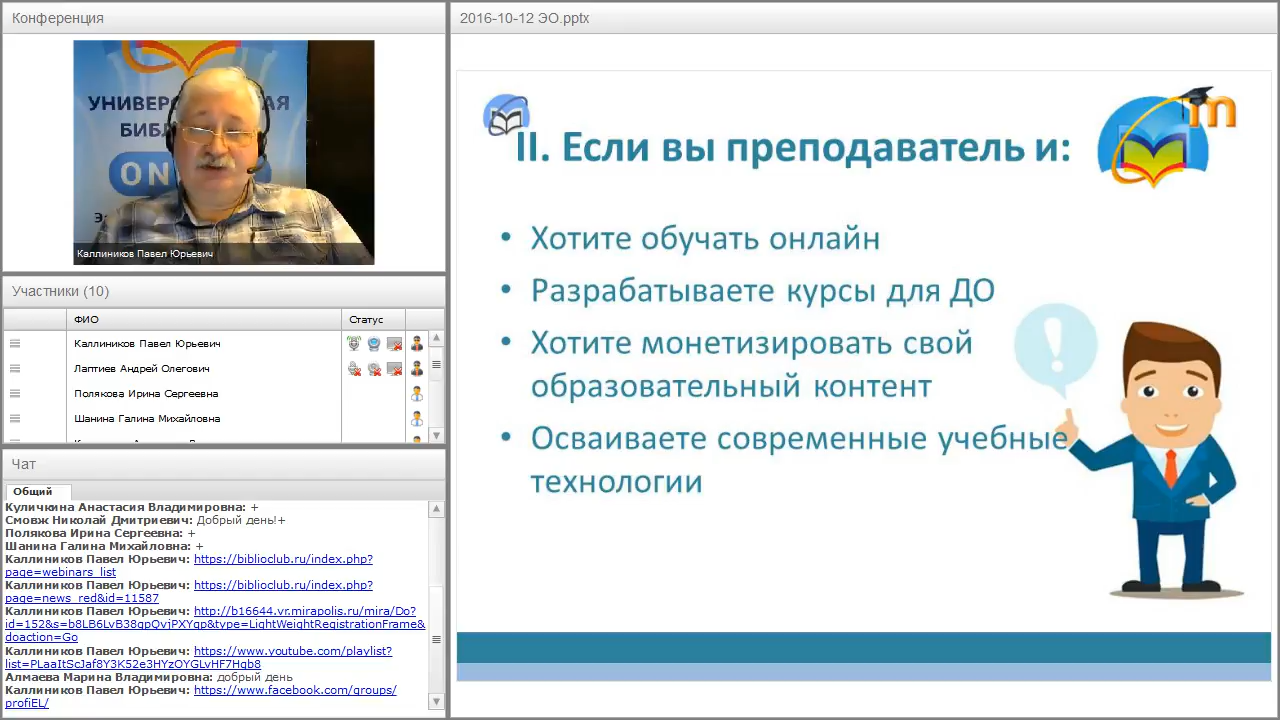 Конференция
УНИВЕР АЯ
БИБЛ
ON
Каллиников Павел Юрьевич
Участники (10)
ФИО Статус
Каллиников Павел Юрьевич
Лаптиев Андрей Олегович
Полякова Ирина Сергеевна
Шанина Галина Михайловна
Чат
Общий
Куличкина Анастасия Владимировна: +
Смовж Николай Дмитриевич: Добрый день!+
Полякова Ирина Сергеевна: +
Шанина Галина Михайловна: +
Каллиников Павел Юрьевич: https://biblioclub.ru/index.php?
page=webinars_list
Каллиников Павел Юрьевич: https://biblioclub.ru/index.php?
page=news_red&id=11587
Каллиников Павел Юрьевич: http://b16644.vr.mirapolis.ru/mira/Do?
id=152&s=b8LB6LvB38gpQvjPXYqp&type=LightWeightRegistrationFrame&
doaction=Go
Каллиников Павел Юрьевич: https://www.youtube.com/playlist?
list=PLaaItScJaf8Y3K52e3HYzOYGLvHF7Hgb8
Алмаева Марина Владимировна: добрый день
Каллиников Павел Юрьевич: https://www.facebook.com/groups/
profiEL/
2016-10-12 ЭО.pptx
m
II. Если вы преподаватель и:
• Хотите обучать онлайн
• Разрабатываете курсы для ДО
• Хотите монетизировать свой
образовательный контент
• Осваиваете современные учебные
технологии